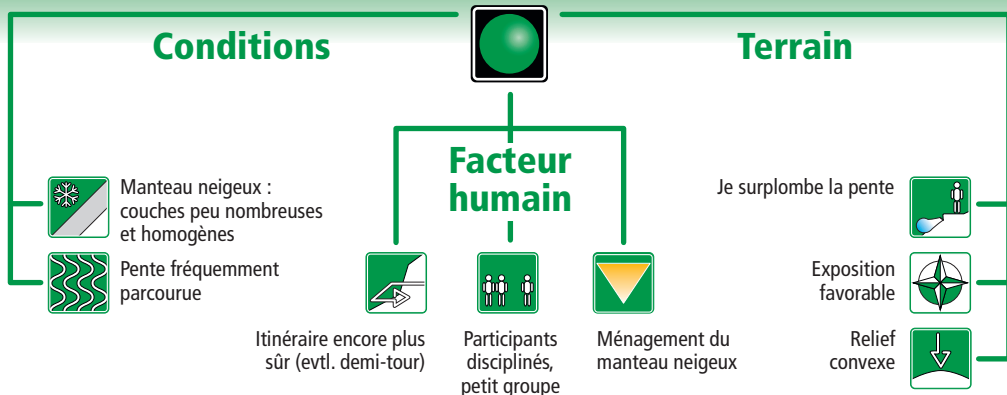 Conditions
Manteau neigeux :
couches peu nombreuses
et homogènes
Pente fréquemment
parcourue
Facteur
humain
Itinéraire encore plus
sûr (evtl. demi-tour)
Participants
disciplinés,
petit groupe
Ménagement du
manteau neigeux
Terrain
Je surplombe la pente
Exposition
favorable
Relief
convexe